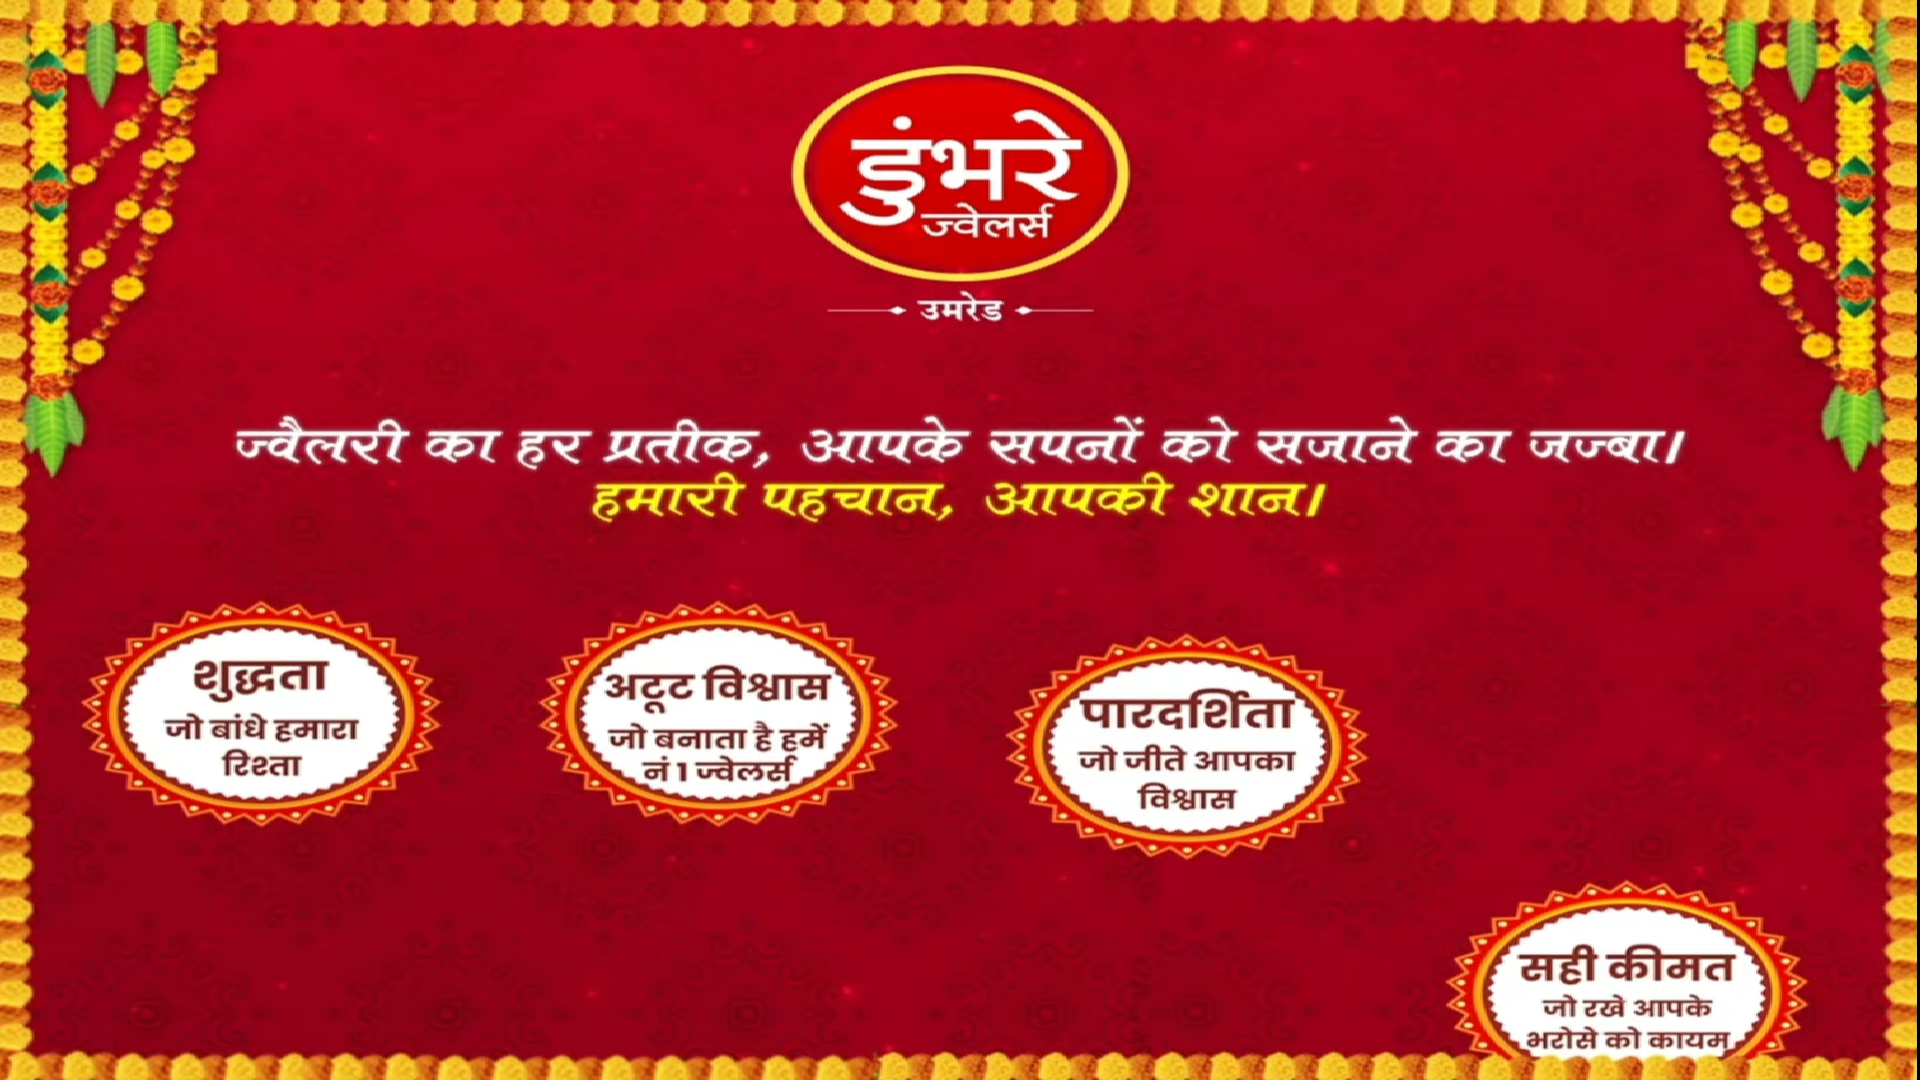 डुंभरे
ज्वेलर्स
उमरेड
ज्वैलरी का हर प्रतीक, आपके सपनों को सजाने का जज्बा।
हमारी पहचान, आपकी शान।
शुद्धता
जो बांधे हमारा
रिश्ता
अटूट विश्वास
जो बनाता है हमें
नं 1 ज्वेलर्स
पारदर्शिता
जो जीते आपका
विश्वास
सही कीमत
जो रखे आपके
भरोसे को कायम